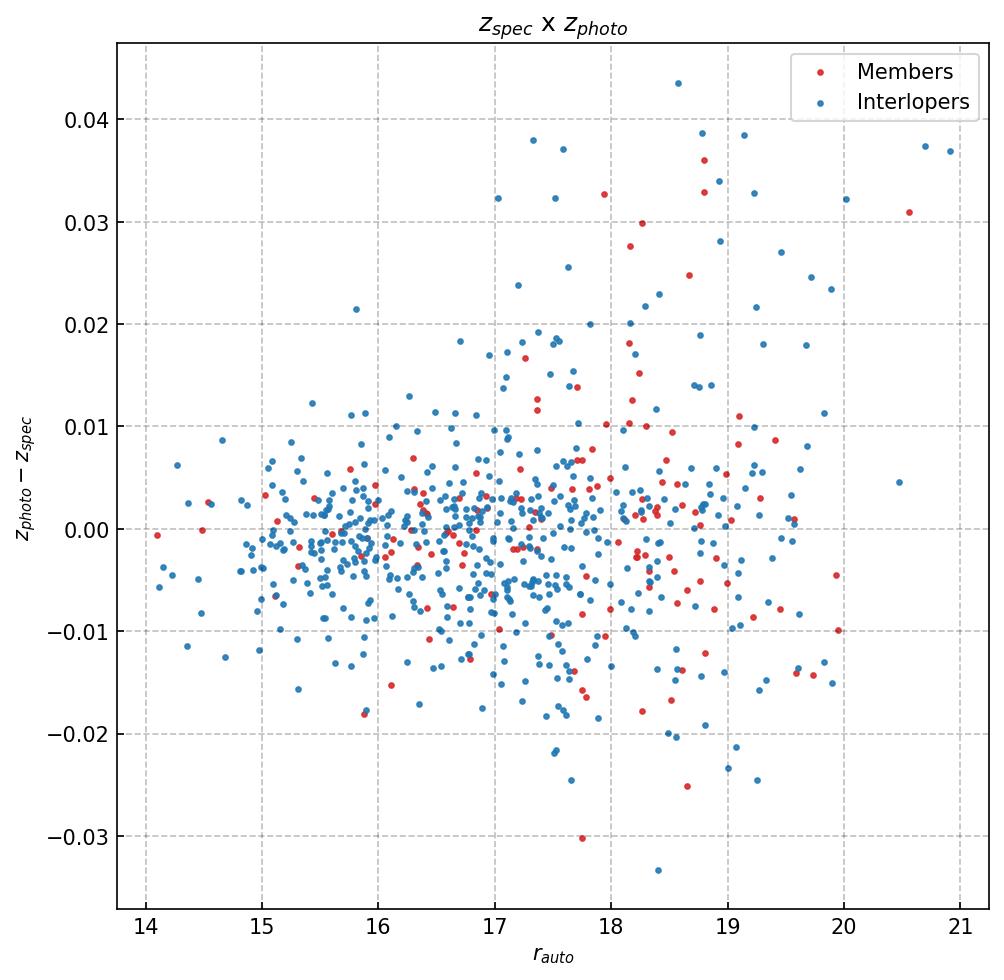 z_spec x z_photo
Members
Interlopers
0.04
0.03
0.02
0.01
0.00
−0.01
−0.02
−0.03
z_photo − z_spec
14 15 16 17 18 19 20 21
r_auto